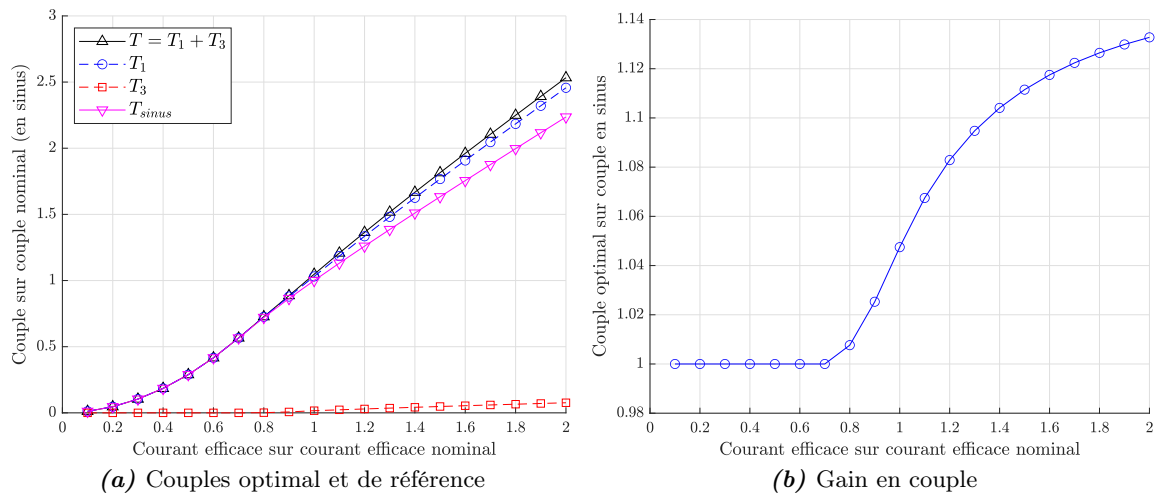 3
2.5
2
1.5
1
0.5
0
Couple sur couple nominal (en sinus)
T = T₁ + T₃
T₁
T₃
T_sinus
0 0.2 0.4 0.6 0.8 1 1.2 1.4 1.6 1.8 2
Courant efficace sur courant efficace nominal
(a) Couples optimal et de référence
1.14
1.12
1.1
1.08
1.06
1.04
1.02
1
0.98
Couple optimal sur couple en sinus
0 0.2 0.4 0.6 0.8 1 1.2 1.4 1.6 1.8 2
Courant efficace sur courant efficace nominal
(b) Gain en couple